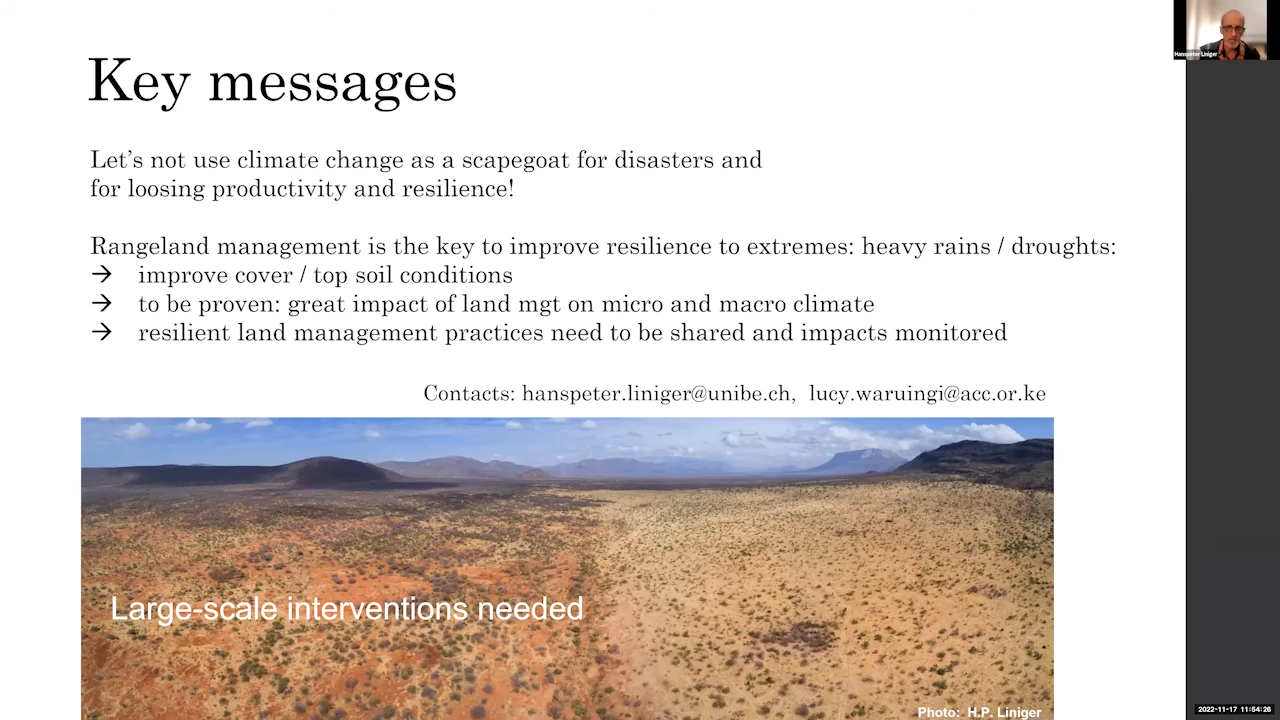 Key messages
Let's not use climate change as a scapegoat for disasters and
for loosing productivity and resilience!
Rangeland management is the key to improve resilience to extremes: heavy rains / droughts:
→ improve cover / top soil conditions
→ to be proven: great impact of land mgt on micro and macro climate
→ resilient land management practices need to be shared and impacts monitored
Contacts: hanspeter.liniger@unibe.ch, lucy.waruingi@acc.or.ke
Large-scale interventions needed
Photo: H.P. Liniger
Hanspeter Liniger
2022-11-17 11:54:26